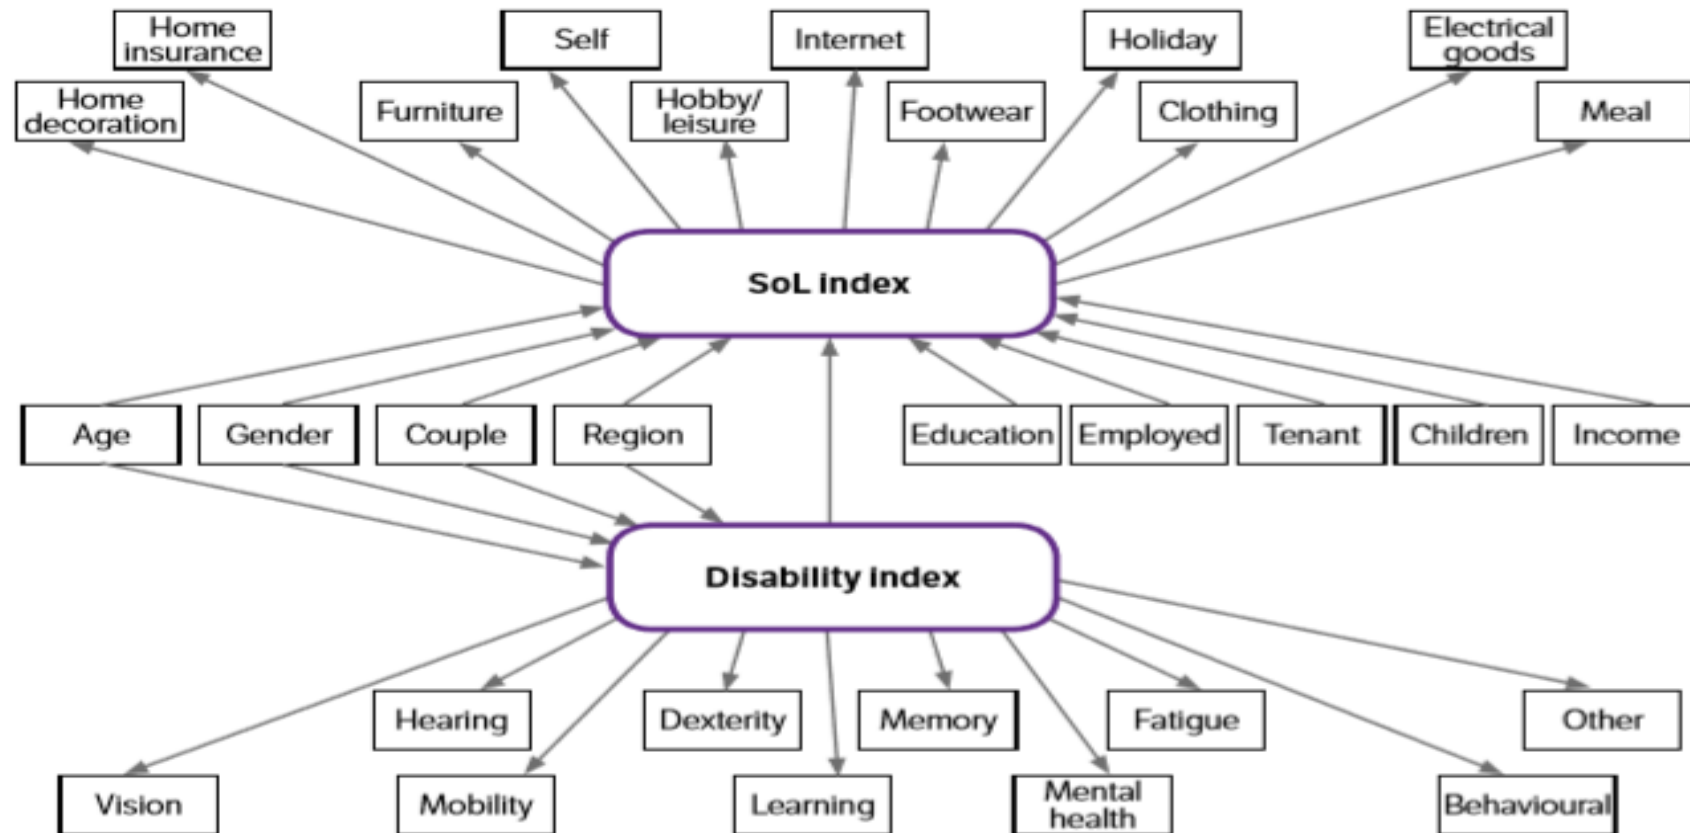 Home
insurance
Self
Internet
Holiday
Electrical
goods
Home
decoration
Furniture
Hobby/
leisure
Footwear
Clothing
Meal
SoL index
Age
Gender
Couple
Region
Education
Employed
Tenant
Children
Income
Disability index
Hearing
Dexterity
Memory
Fatigue
Other
Vision
Mobility
Learning
Mental
health
Behavioural